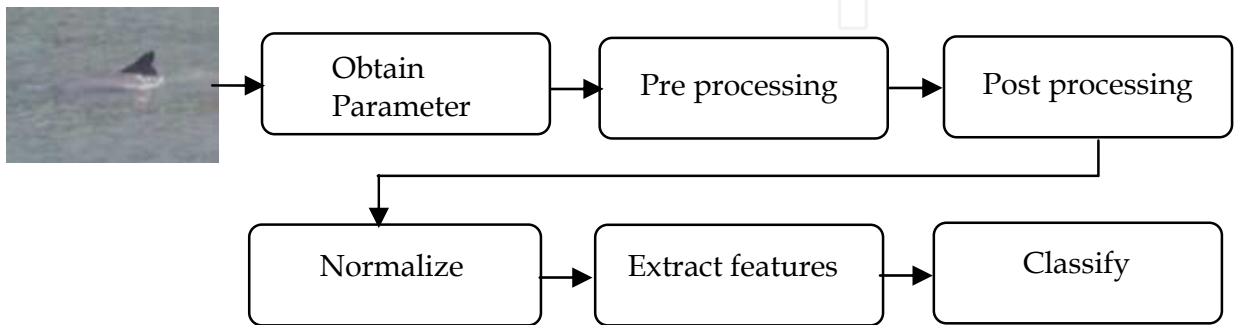 Obtain
Parameter
Pre processing
Post processing
Normalize
Extract features
Classify